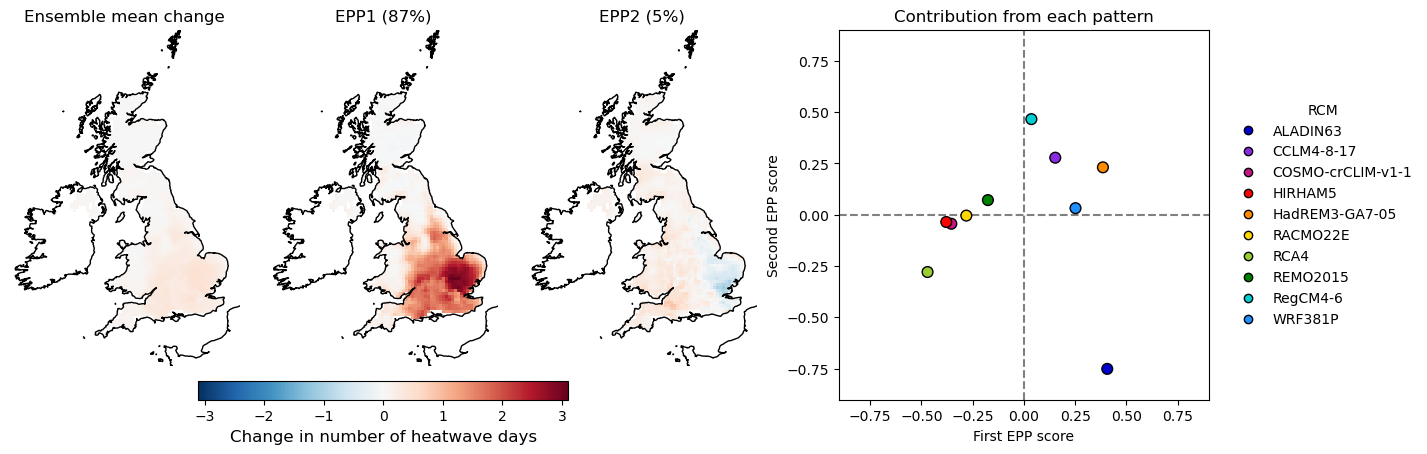 Ensemble mean change
EPP1 (87%)
EPP2 (5%)
−3 −2 −1 0 1 2 3
Change in number of heatwave days
Contribution from each pattern
Second EPP score
0.75
0.50
0.25
0.00
−0.25
−0.50
−0.75
−0.75 −0.50 −0.25 0.00 0.25 0.50 0.75
First EPP score
RCM
ALADIN63
CCLM4-8-17
COSMO-crCLIM-v1-1
HIRHAM5
HadREM3-GA7-05
RACMO22E
RCA4
REMO2015
RegCM4-6
WRF381P